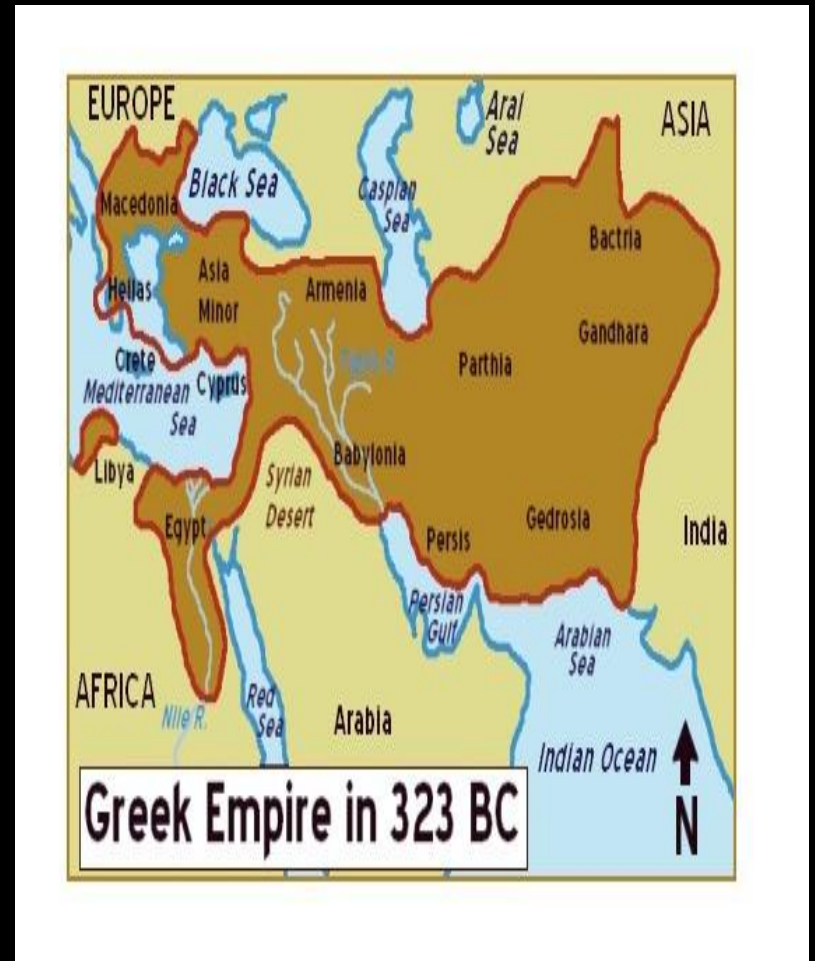 EUROPE
Aral
Sea
ASIA
Black Sea
Caspian
Sea
Macedonia
Bactria
Asia
Minor
Hellas
Armenia
Gandhara
Crete
Parthia
Mediterranean
Sea
Cyprus
Babylonia
Libya
Syrian
Desert
Egypt
Persis
Gedrosia
India
Persian
Gulf
Arabian
Sea
AFRICA
Nile R.
Red
Sea
Arabia
Indian Ocean
Greek Empire in 323 BC
N